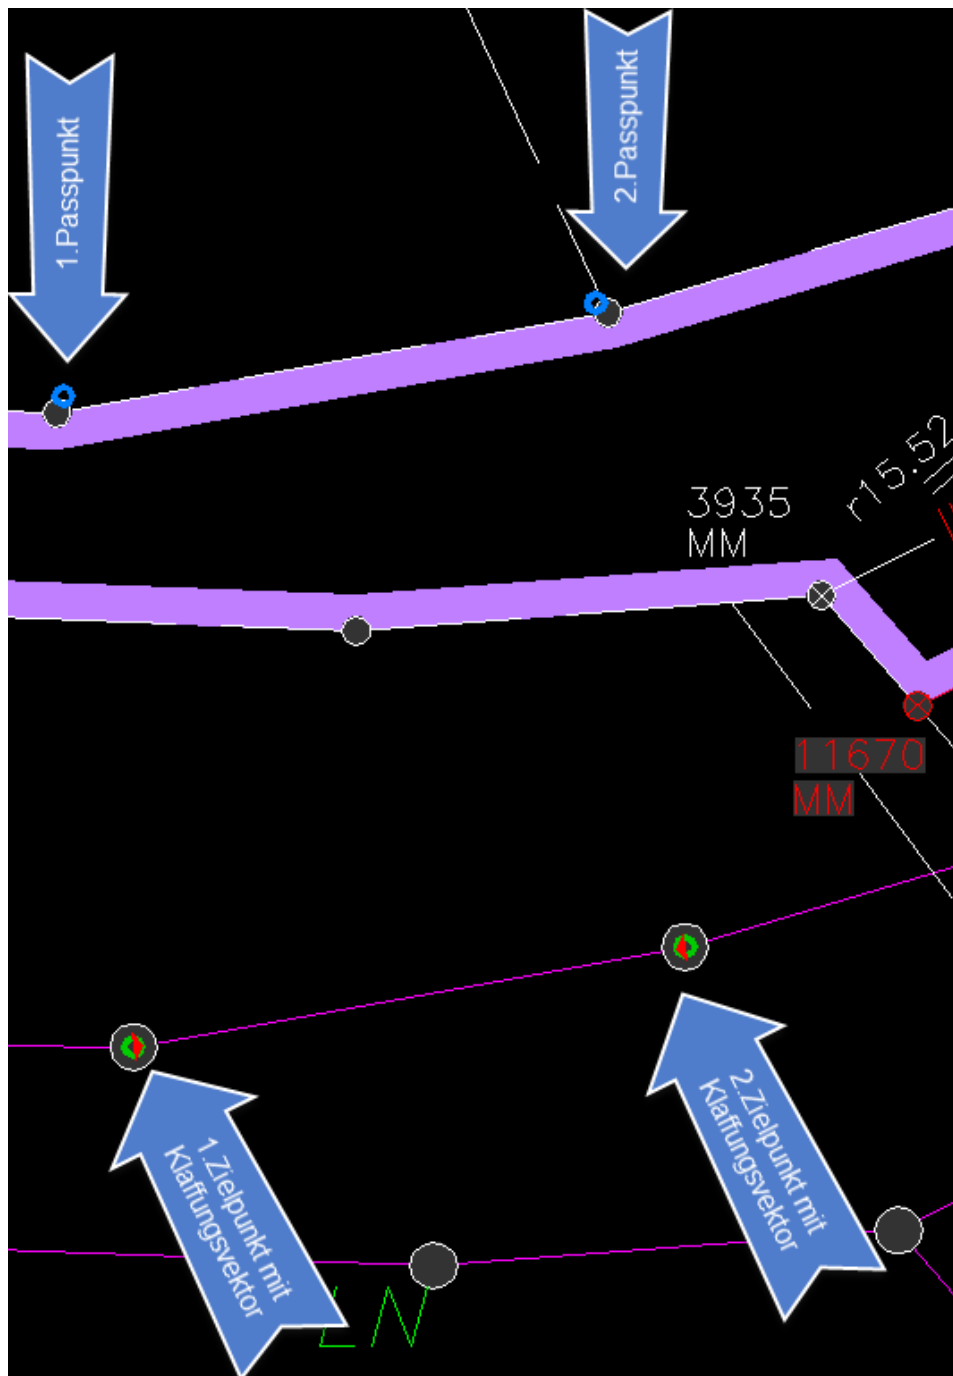 1.Passpunkt
2.Passpunkt
r15.52
3935
MM
11670
MM
2.Zielpunkt mit
Klaffungsvektor
1.Zielpunkt mit
Klaffungsvektor
LN